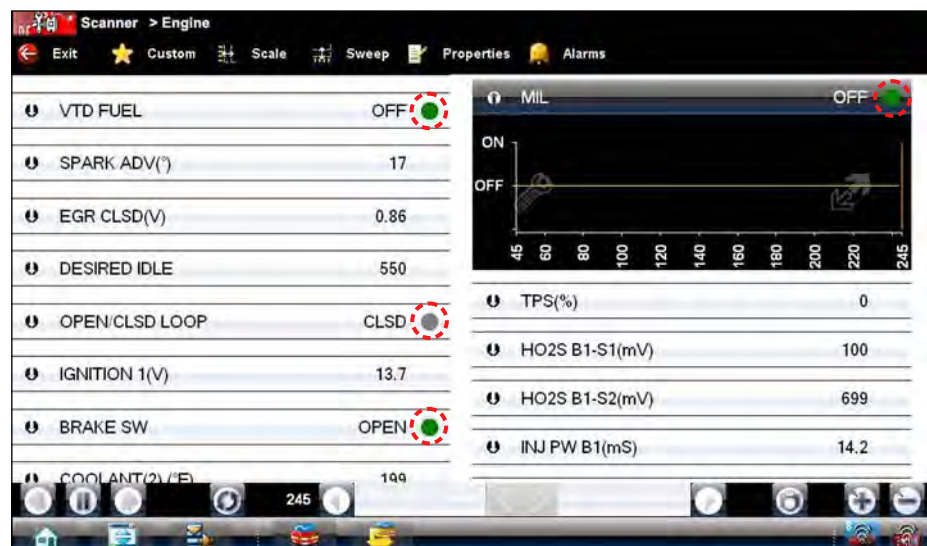 Scanner > Engine
Exit Custom Scale Sweep Properties Alarms
VTD FUEL OFF
SPARK ADV(°) 17
EGR CLSD(V) 0.86
DESIRED IDLE 550
OPEN/CLSD LOOP CLSD
IGNITION 1(V) 13.7
BRAKE SW OPEN
COOLANT(2) (°F) 199
MIL OFF
ON
OFF
45 60 80 100 120 140 160 180 200 220 245
TPS(%) 0
HO2S B1-S1(mV) 100
HO2S B1-S2(mV) 699
INJ PW B1(mS) 14.2
245